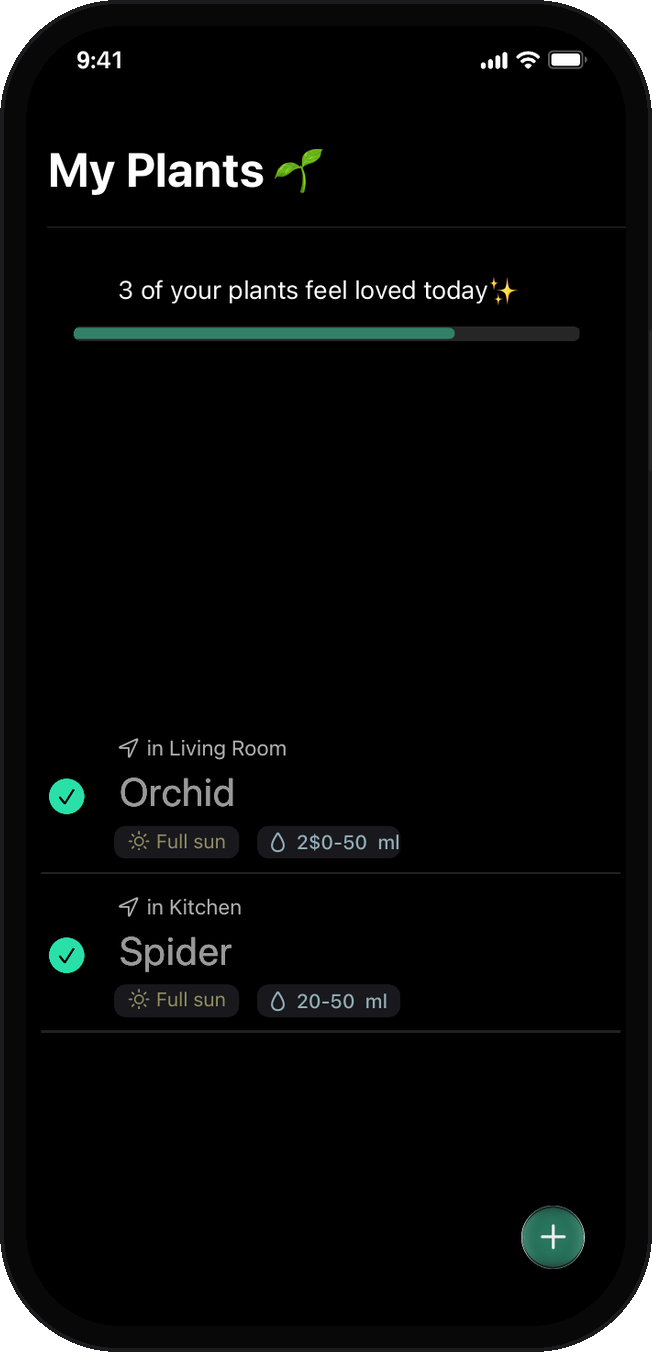 9:41
My Plants 🌱
3 of your plants feel loved today✨
in Living Room
Orchid
Full sun 2$0-50 ml
in Kitchen
Spider
Full sun 20-50 ml